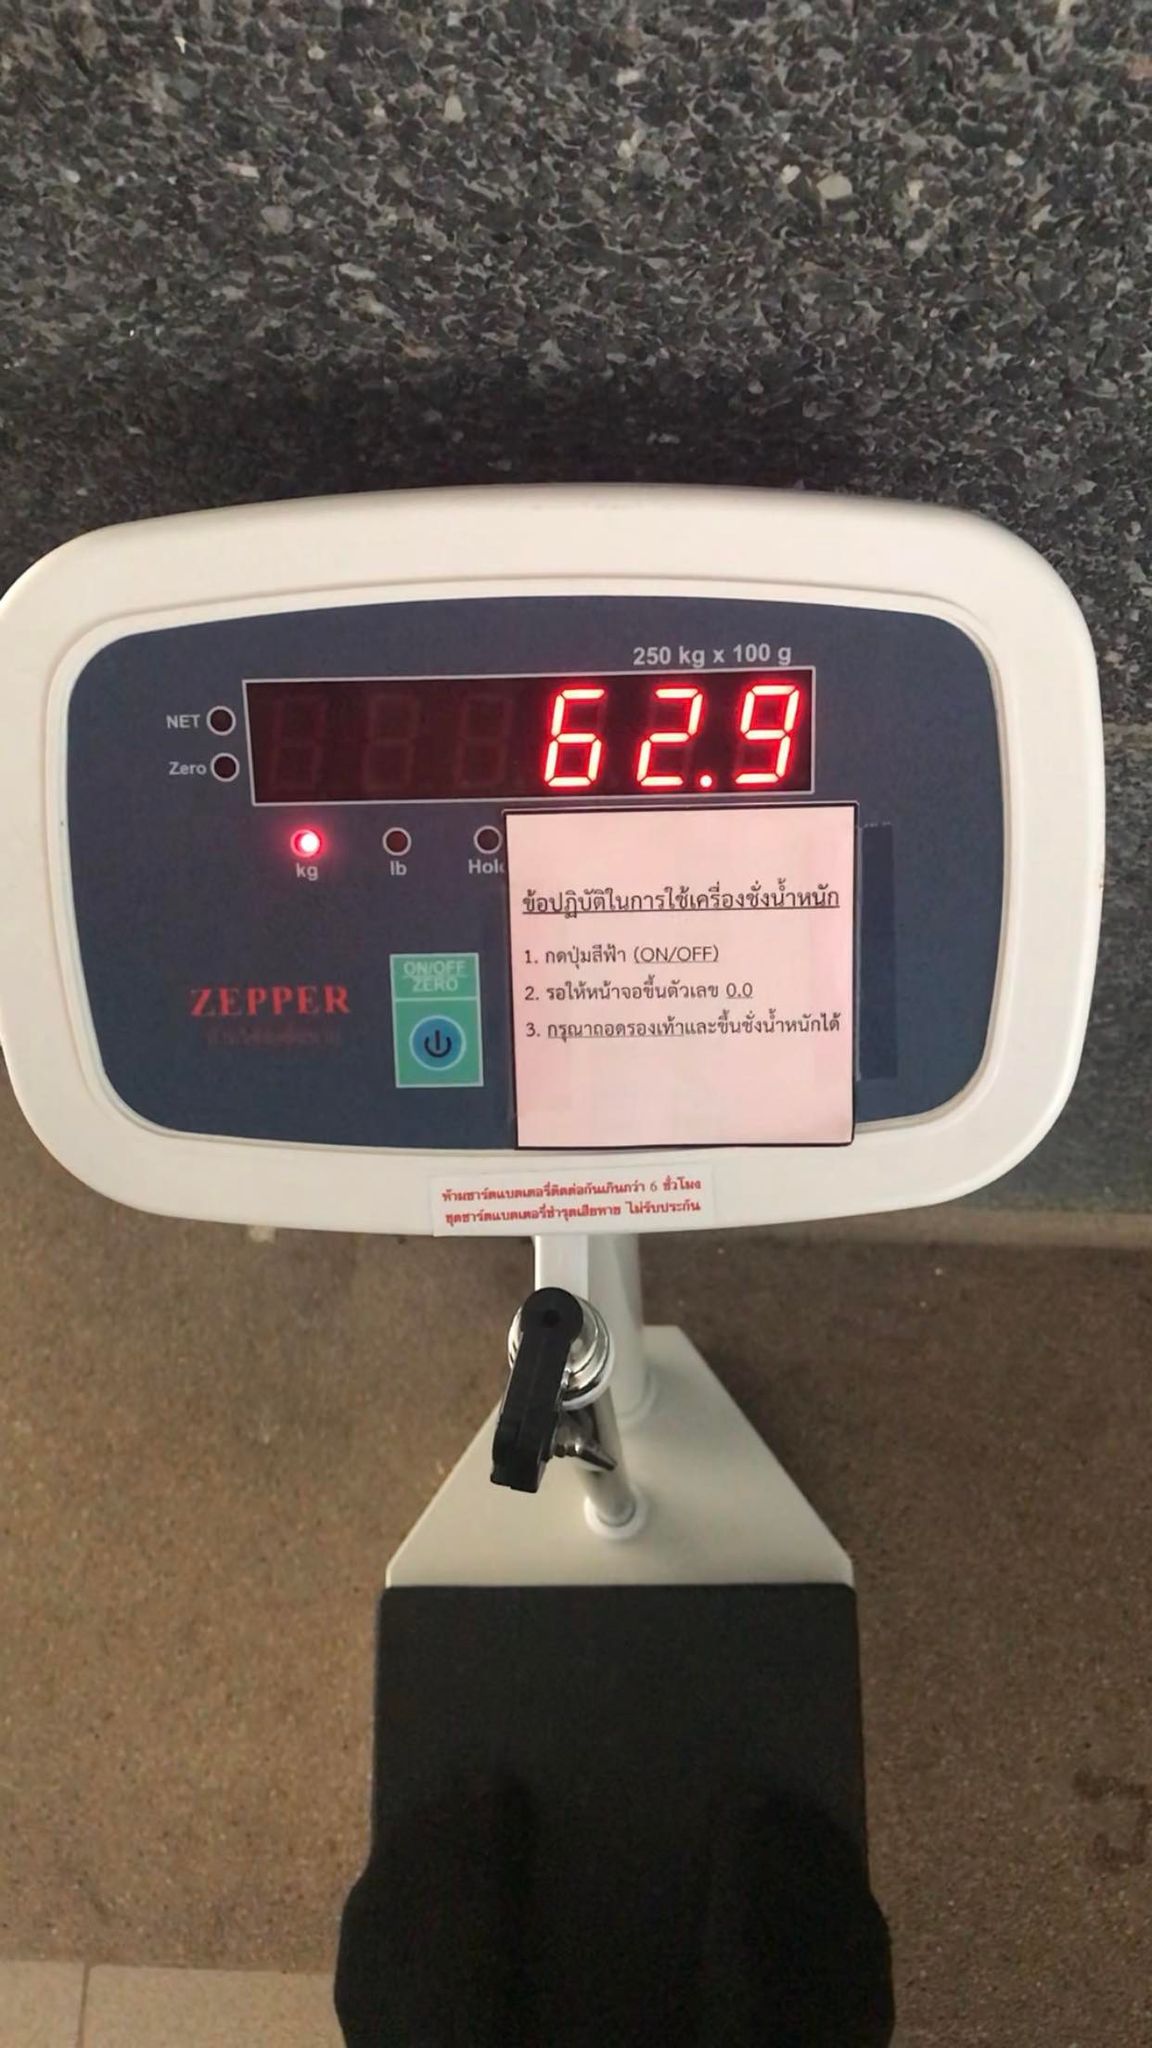 250 kg x 100 g
NET
Zero
62.9
kg
lb
Hold
ข้อปฏิบัติในการใช้เครื่องชั่งน้ำหนัก
1. กดปุ่มสีฟ้า (ON/OFF)
2. รอให้หน้าจอขึ้นตัวเลข 0.0
3. กรุณาถอดรองเท้าและขึ้นชั่งน้ำหนักได้
ON/OFF
ZERO
ZEPPER
ห้ามชาร์ตแบตเตอรี่ติดต่อกันเกินกว่า 6 ชั่วโมง
ชุดชาร์ตแบตเตอรี่ชำรุดเสียหาย ไม่รับประกัน